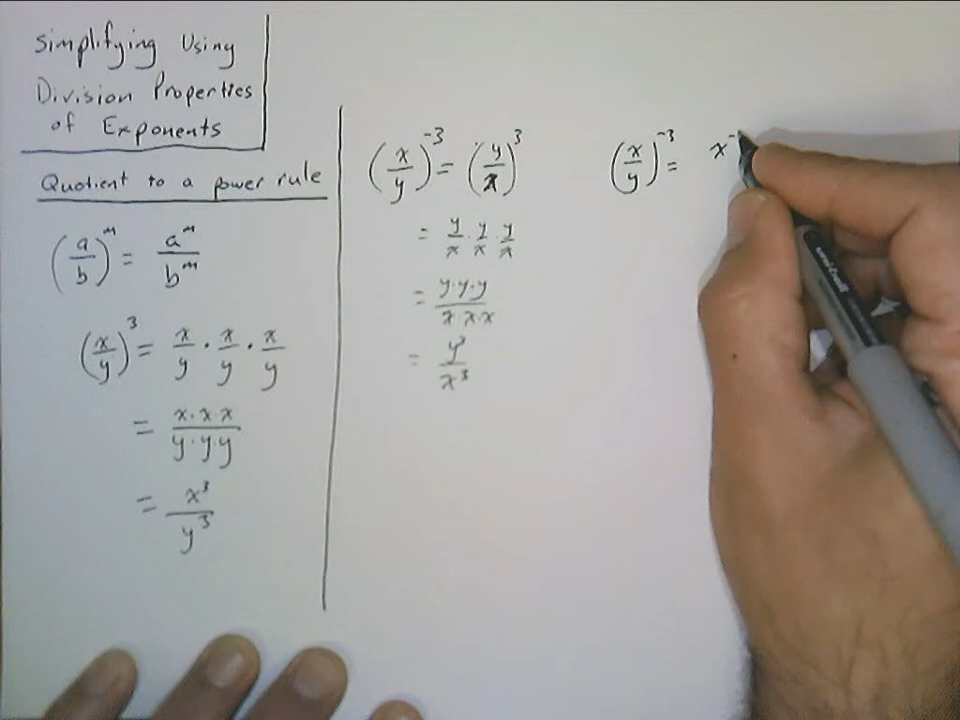 Simplifying Using
Division Properties
of Exponents
Quotient to a power rule
(a/b)^m = a^m/b^m
(x/y)^3 = x/y · x/y · x/y
= x·x·x/y·y·y
= x^3/y^3
(x/y)^-3 = (y/x)^3
= y/x · y/x · y/x
= y·y·y/x·x·x
= y^3/x^3
(x/y)^-3 = x^-